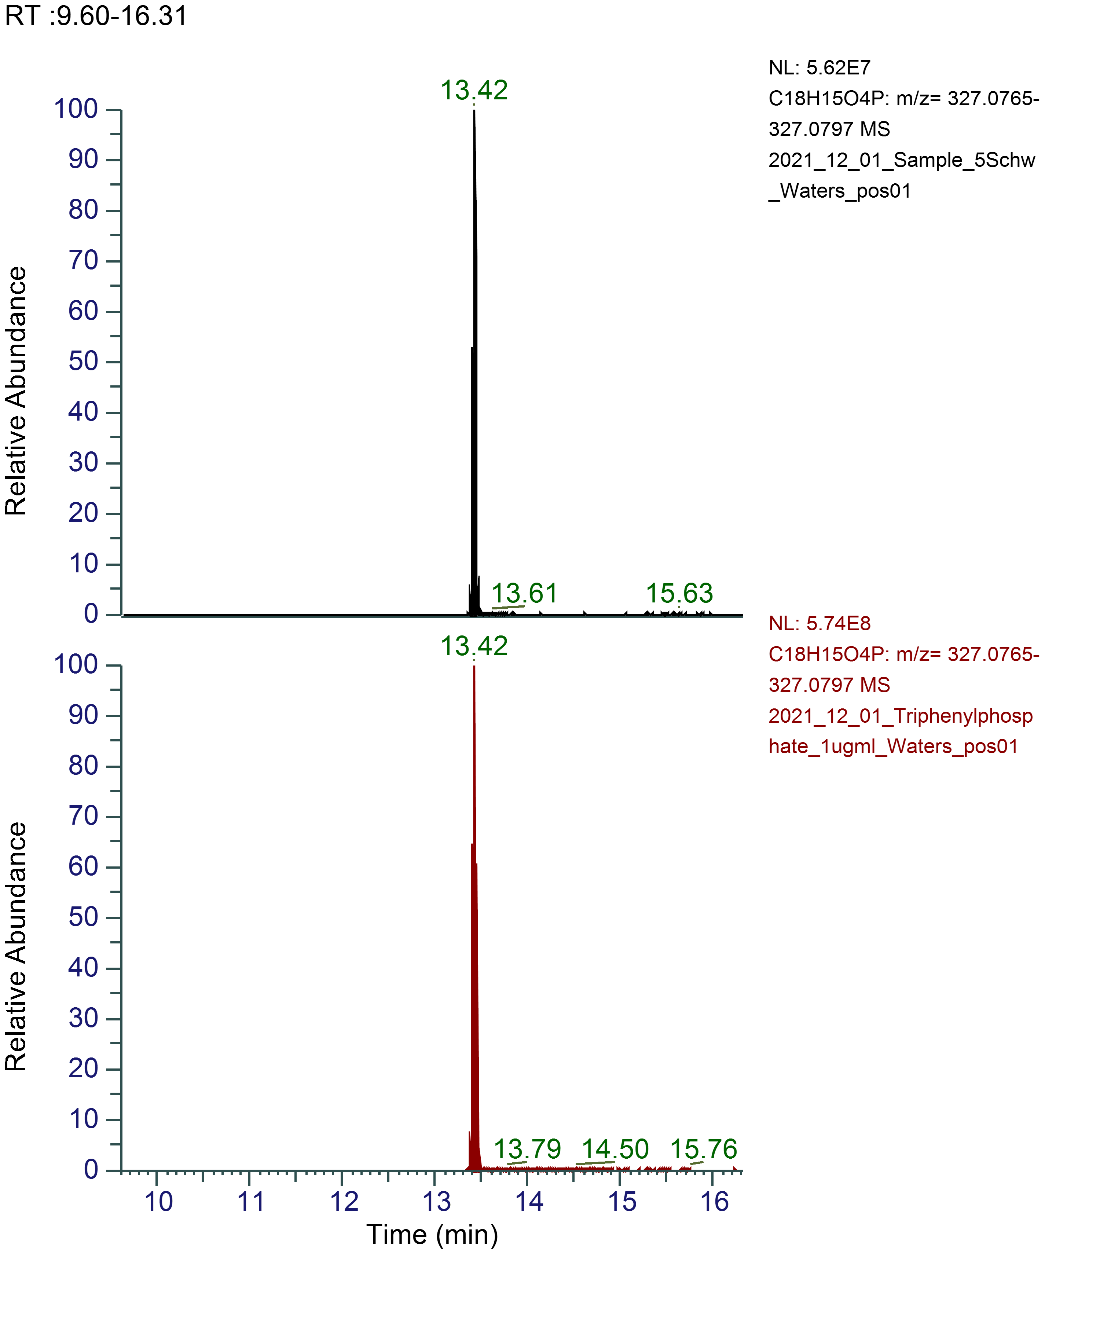 RT :9.60-16.31
NL: 5.62E7
C18H15O4P: m/z= 327.0765-
327.0797 MS
2021_12_01_Sample_5Schw
_Waters_pos01
13.42
100
90
80
70
60
50
40
30
20
10
0
Relative Abundance
13.61
15.63
NL: 5.74E8
C18H15O4P: m/z= 327.0765-
327.0797 MS
2021_12_01_Triphenylphosp
hate_1ugml_Waters_pos01
13.42
100
90
80
70
60
50
40
30
20
10
0
Relative Abundance
13.79
14.50
15.76
10 11 12 13 14 15 16
Time (min)